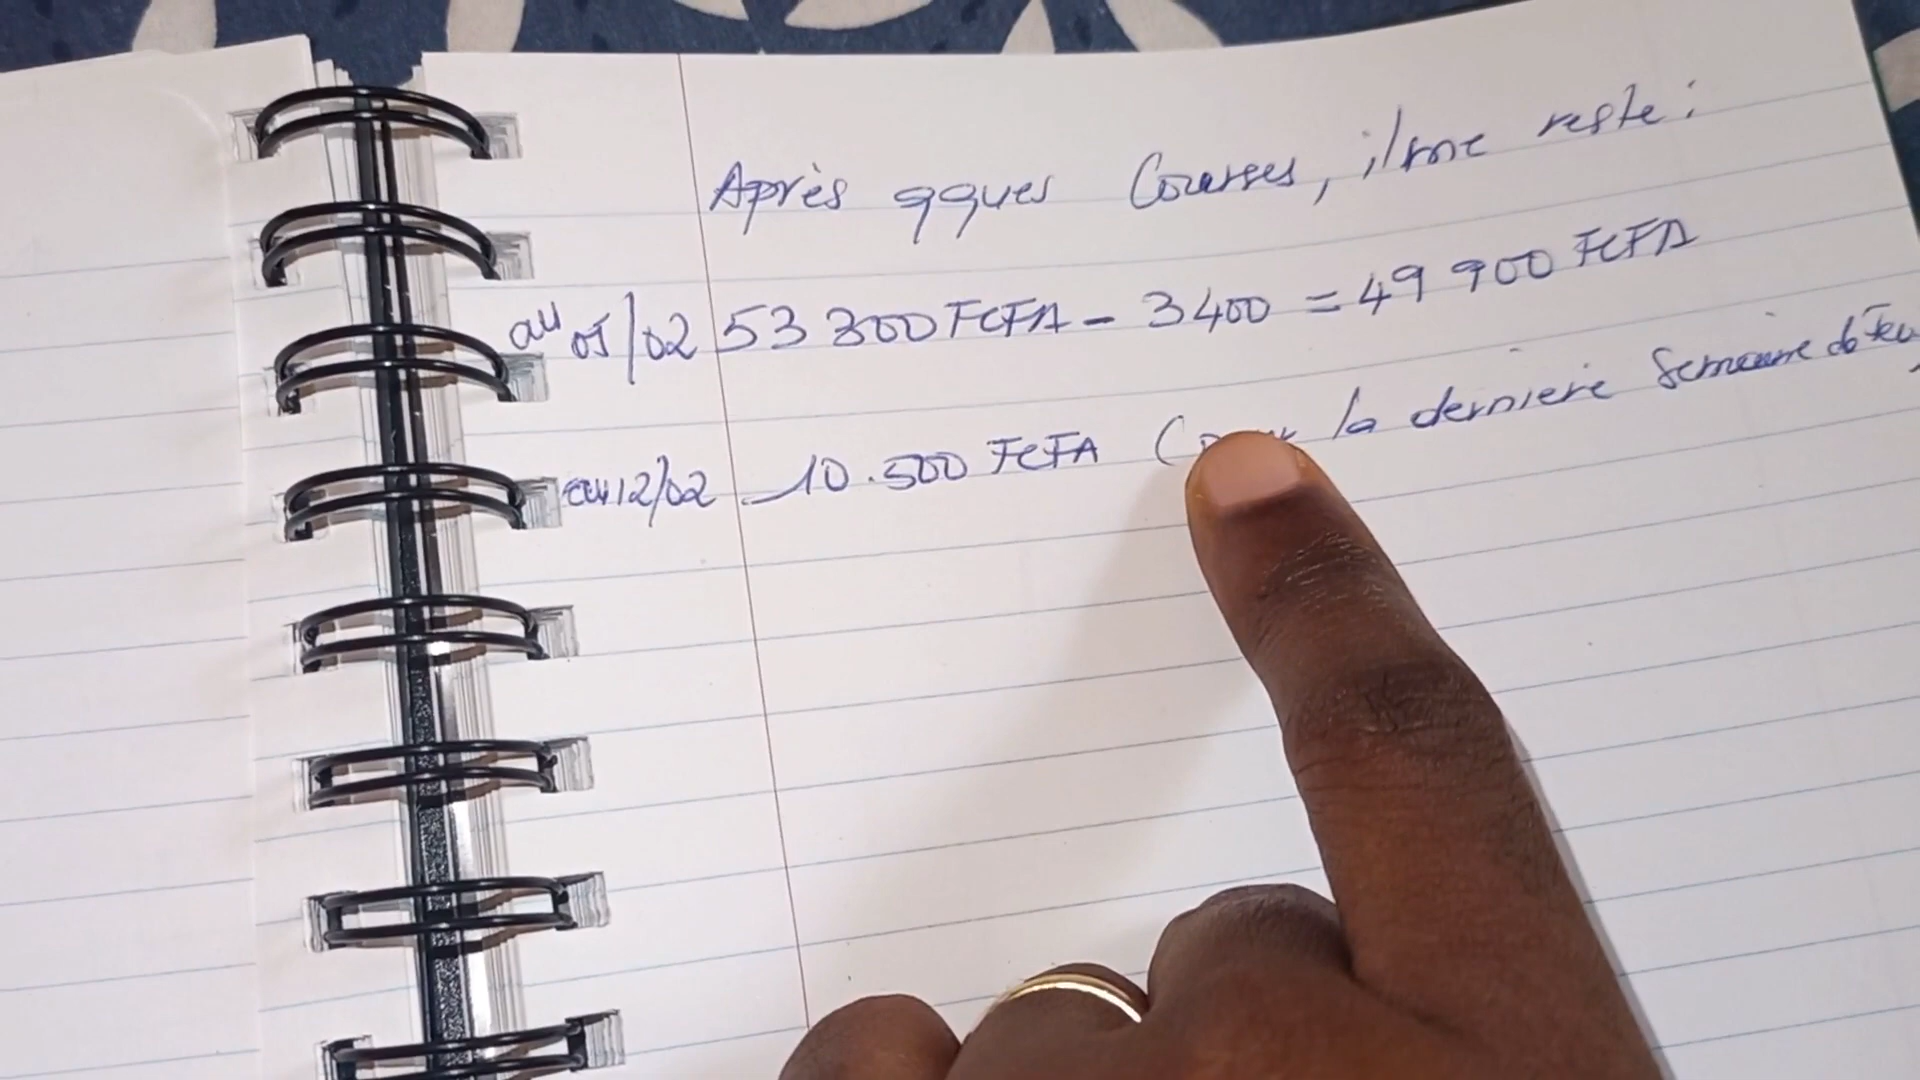 Après qques Courses, il me reste :
au 05/02 53 300 FCFA - 3400 = 49 900 FCFA
au 12/02 - 10.500 FCFA ( la dernière Semaine de